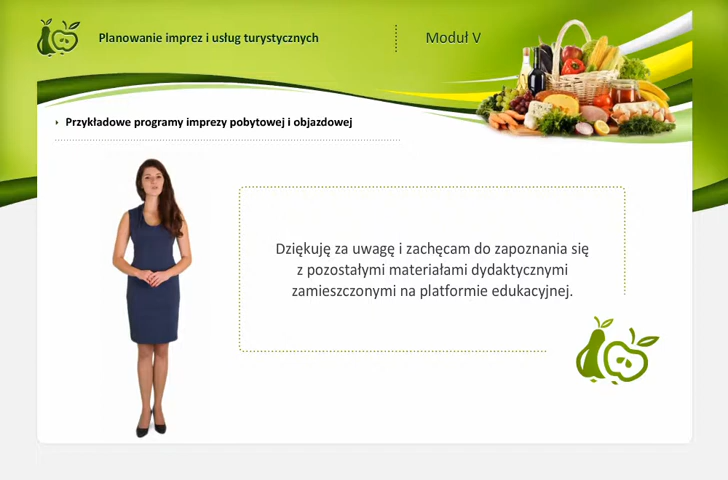 Planowanie imprez i usług turystycznych
Moduł V
Przykładowe programy imprezy pobytowej i objazdowej
Dziękuję za uwagę i zachęcam do zapoznania się
z pozostałymi materiałami dydaktycznymi
zamieszczonymi na platformie edukacyjnej.